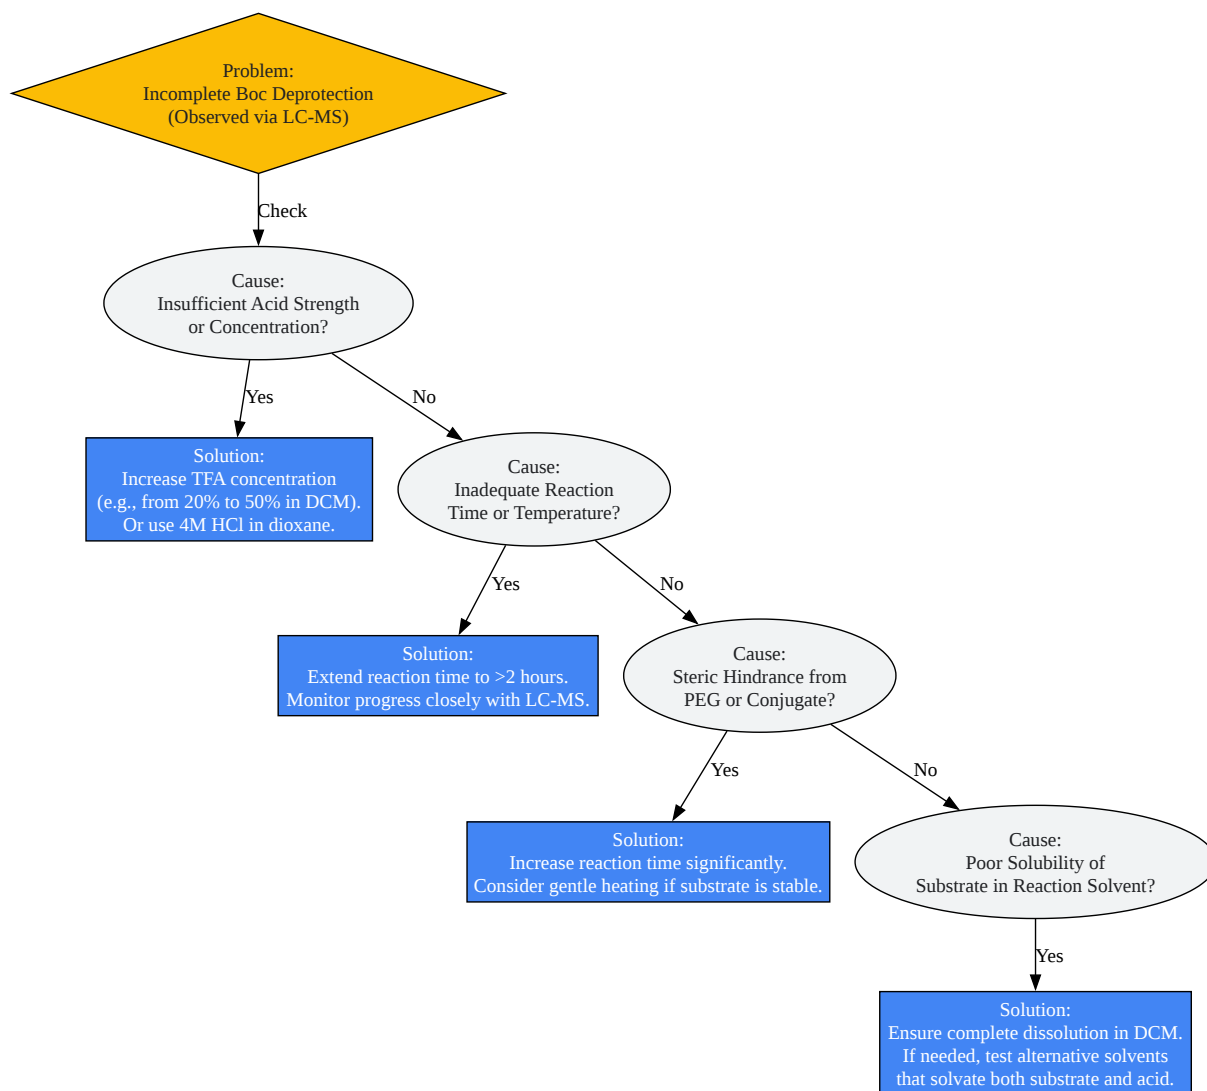 Problem:
Incomplete Boc Deprotection
(Observed via LC-MS)
Check
Cause:
Insufficient Acid Strength
or Concentration?
Yes
No
Solution:
Increase TFA concentration
(e.g., from 20% to 50% in DCM).
Or use 4M HCl in dioxane.
Cause:
Inadequate Reaction
Time or Temperature?
Yes
No
Solution:
Extend reaction time to >2 hours.
Monitor progress closely with LC-MS.
Cause:
Steric Hindrance from
PEG or Conjugate?
Yes
No
Solution:
Increase reaction time significantly.
Consider gentle heating if substrate is stable.
Cause:
Poor Solubility of
Substrate in Reaction Solvent?
Yes
Solution:
Ensure complete dissolution in DCM.
If needed, test alternative solvents
that solvate both substrate and acid.